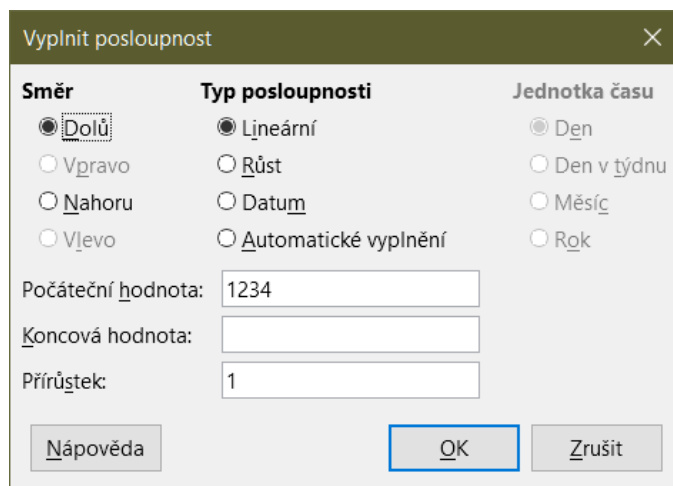 Vyplnit posloupnost
Směr Typ posloupnosti Jednotka času
Dolů Lineární Den
Vpravo Růst Den v týdnu
Nahoru Datum Měsíc
Vlevo Automatické vyplnění Rok
Počáteční hodnota: 1234
Koncová hodnota:
Přírůstek: 1
Nápověda OK Zrušit